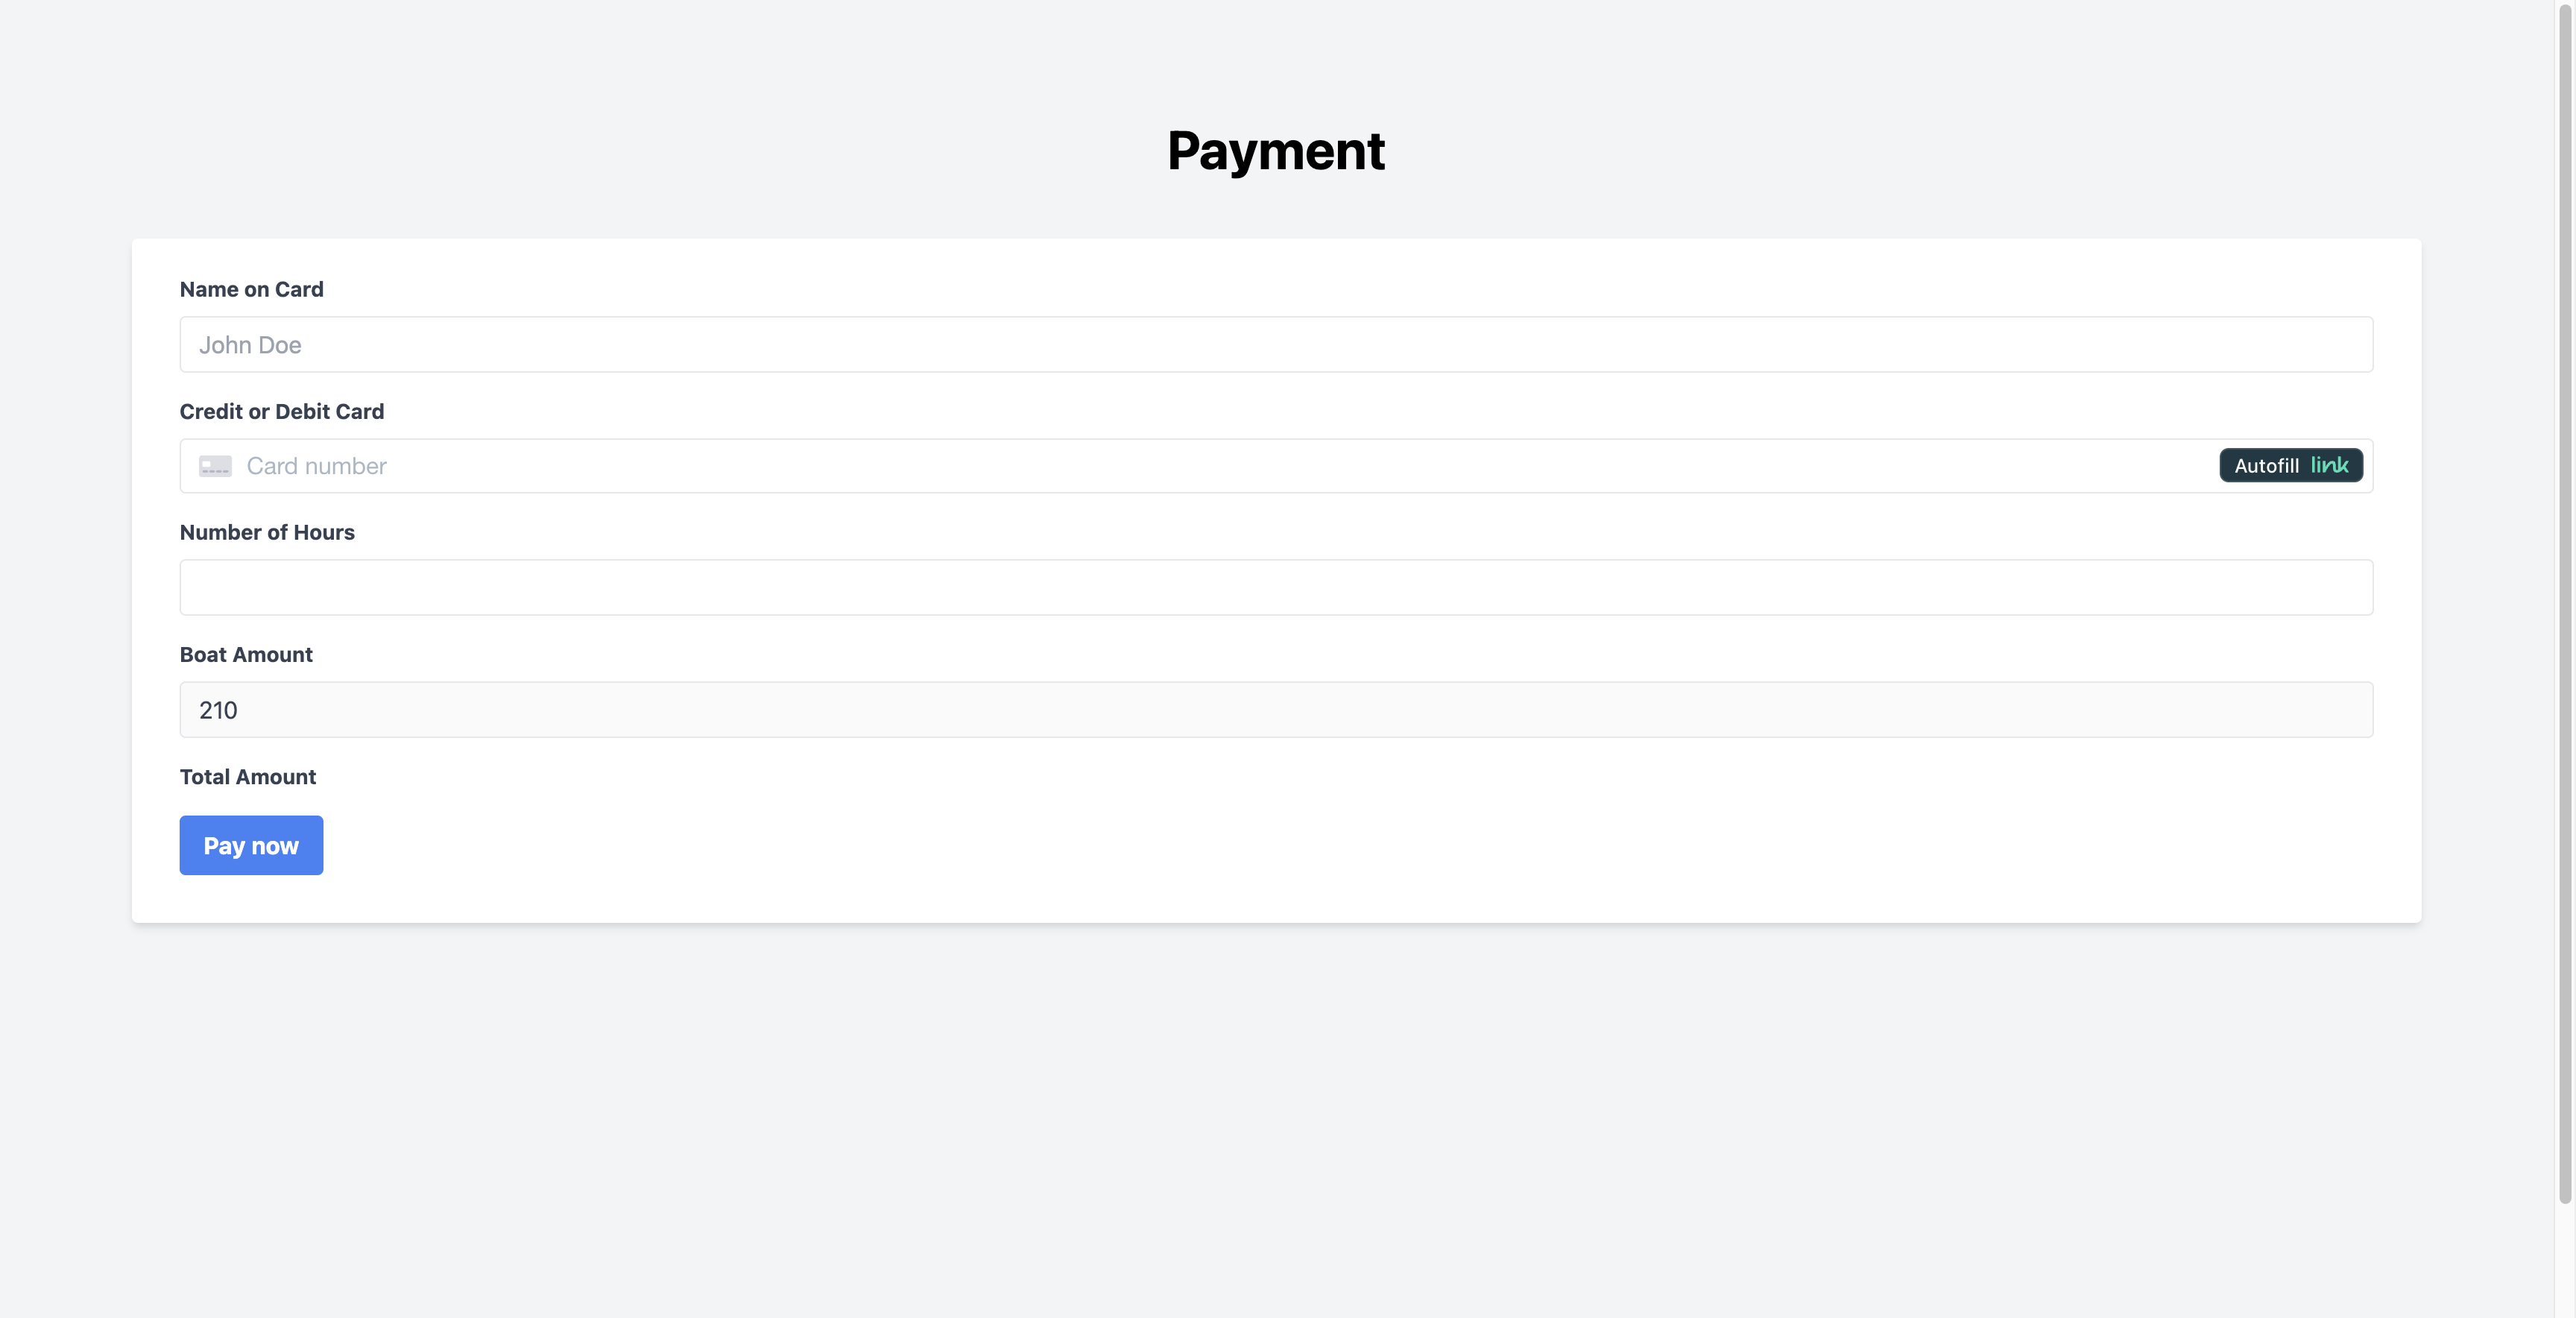 Payment
Name on Card
John Doe
Credit or Debit Card
Card number
Autofill link
Number of Hours
Boat Amount
210
Total Amount
Pay now